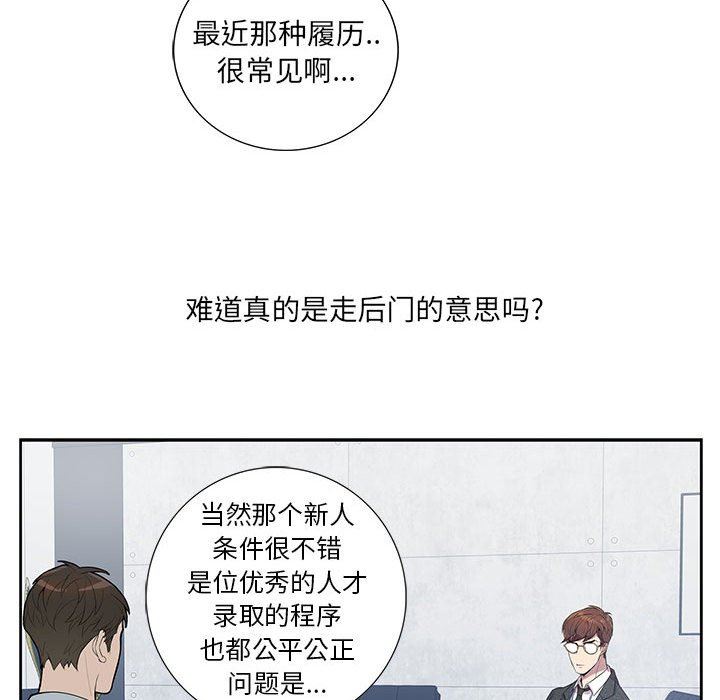 最近那种履历..
很常见啊...
难道真的是走后门的意思吗?
当然那个新人
条件很不错
是位优秀的人才
录取的程序
也都公平公正
问题是...